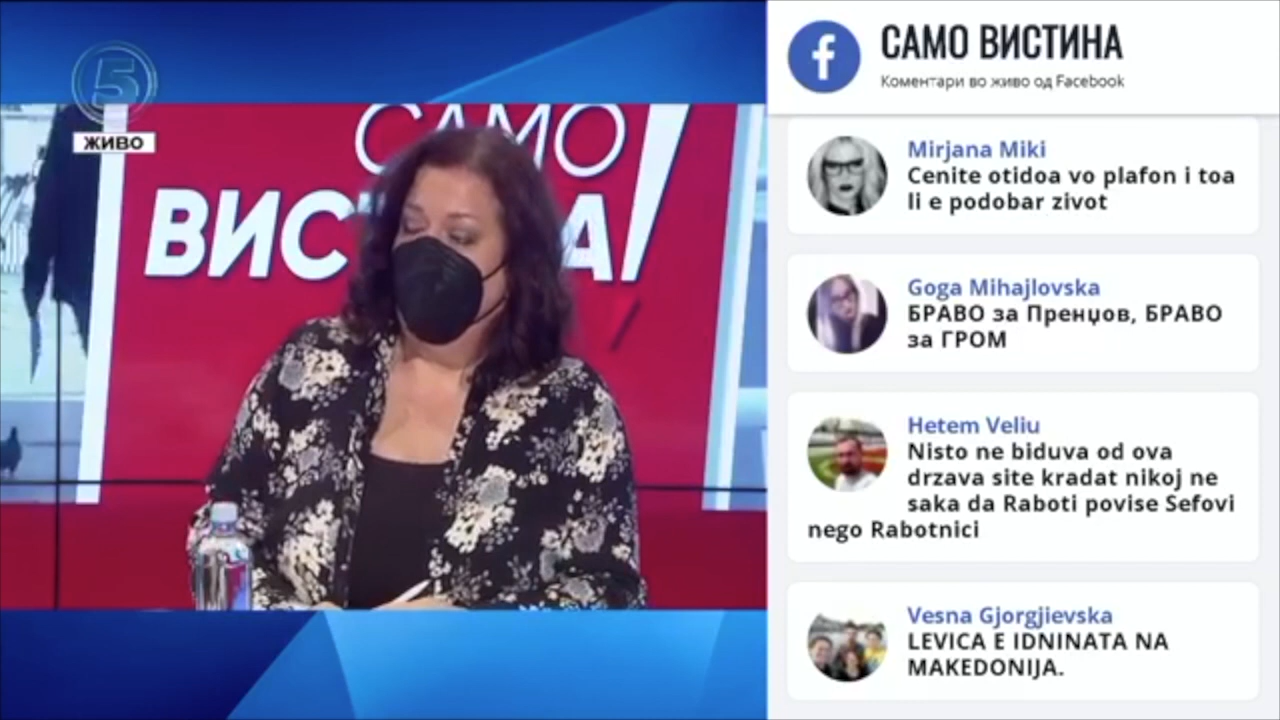 5
ЖИВО
САМО
ВИС А
f
САМО ВИСТИНА
Коментари во живо од Facebook
Mirjana Miki
Cenite otidoa vo plafon i toa
li e podobar zivot
Goga Mihajlovska
БРАВО за Пренџов, БРАВО
за ГРОМ
Hetem Veliu
Nisto ne biduva od ova
drzava site kradat nikoj ne
saka da Raboti povise Sefovi
nego Rabotnici
Vesna Gjorgjievska
LEVICA E IDNINATA NA
MAKEDONIJA.